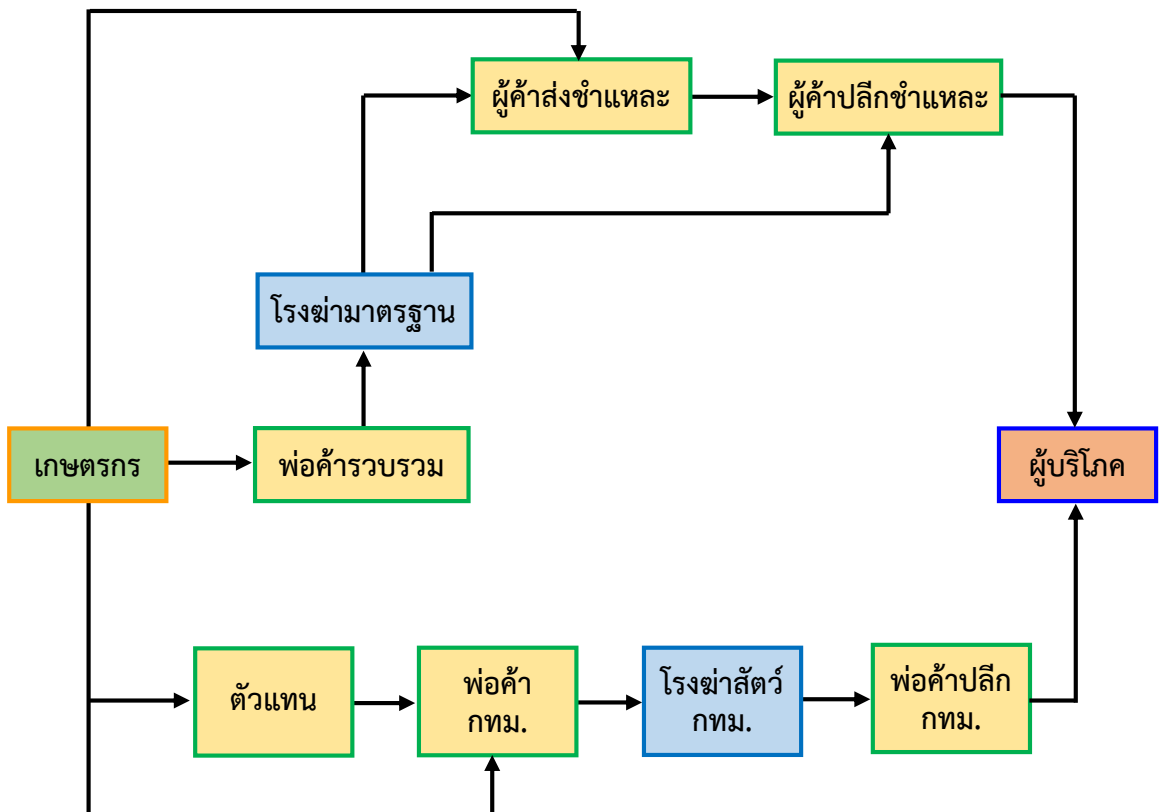 ผู้ค้าส่งชำแหละ
ผู้ค้าปลีกชำแหละ
โรงฆ่ามาตรฐาน
เกษตรกร
พ่อค้ารวบรวม
ผู้บริโภค
ตัวแทน
พ่อค้า
กทม.
โรงฆ่าสัตว์
กทม.
พ่อค้าปลีก
กทม.